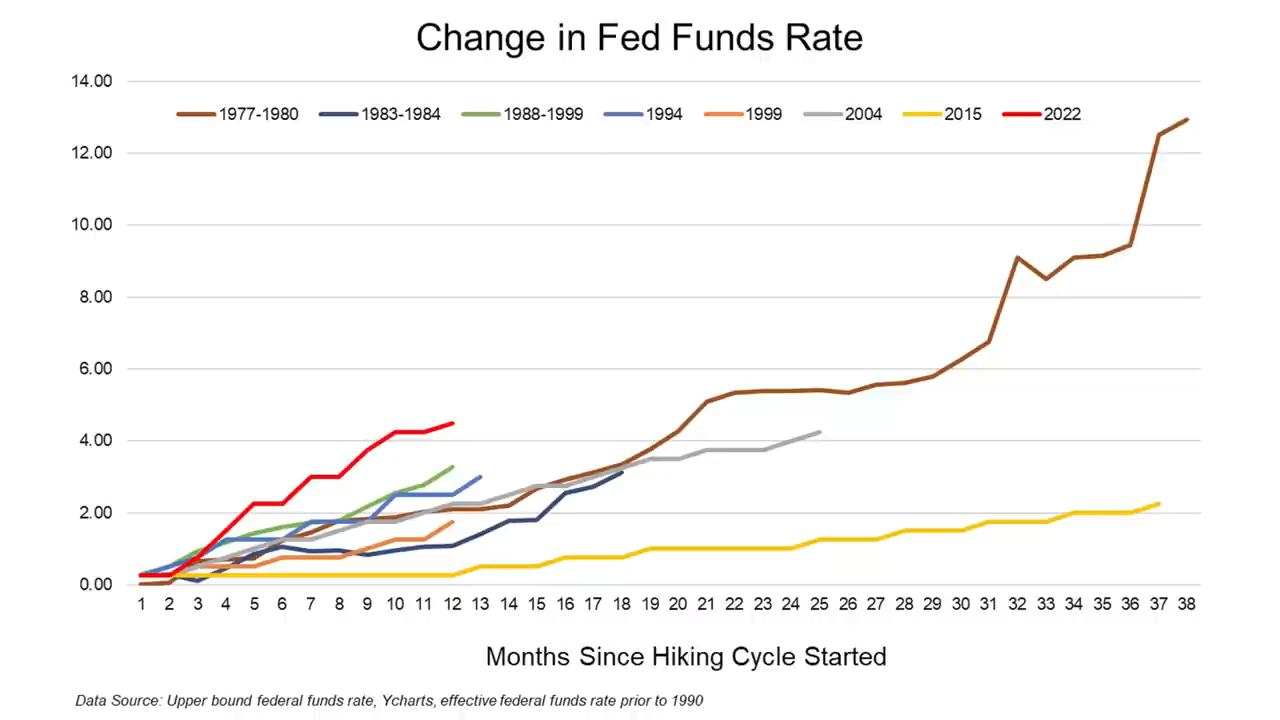 Change in Fed Funds Rate
14.00
1977-1980 1983-1984 1988-1999 1994 1999 2004 2015 2022
12.00
10.00
8.00
6.00
4.00
2.00
0.00
1 2 3 4 5 6 7 8 9 10 11 12 13 14 15 16 17 18 19 20 21 22 23 24 25 26 27 28 29 30 31 32 33 34 35 36 37 38
Months Since Hiking Cycle Started
Data Source: Upper bound federal funds rate, Ycharts, effective federal funds rate prior to 1990